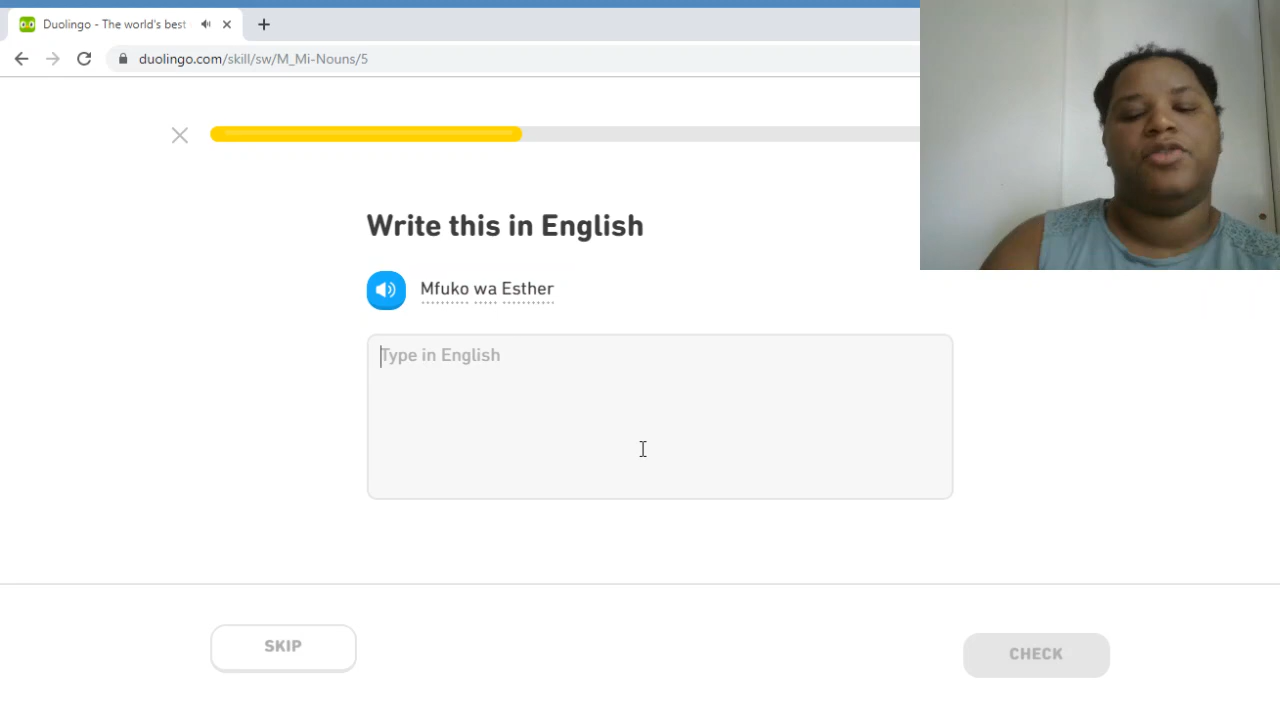 Duolingo - The world's best
duolingo.com/skill/sw/M_Mi-Nouns/5
Write this in English
Mfuko wa Esther
Type in English
SKIP
CHECK